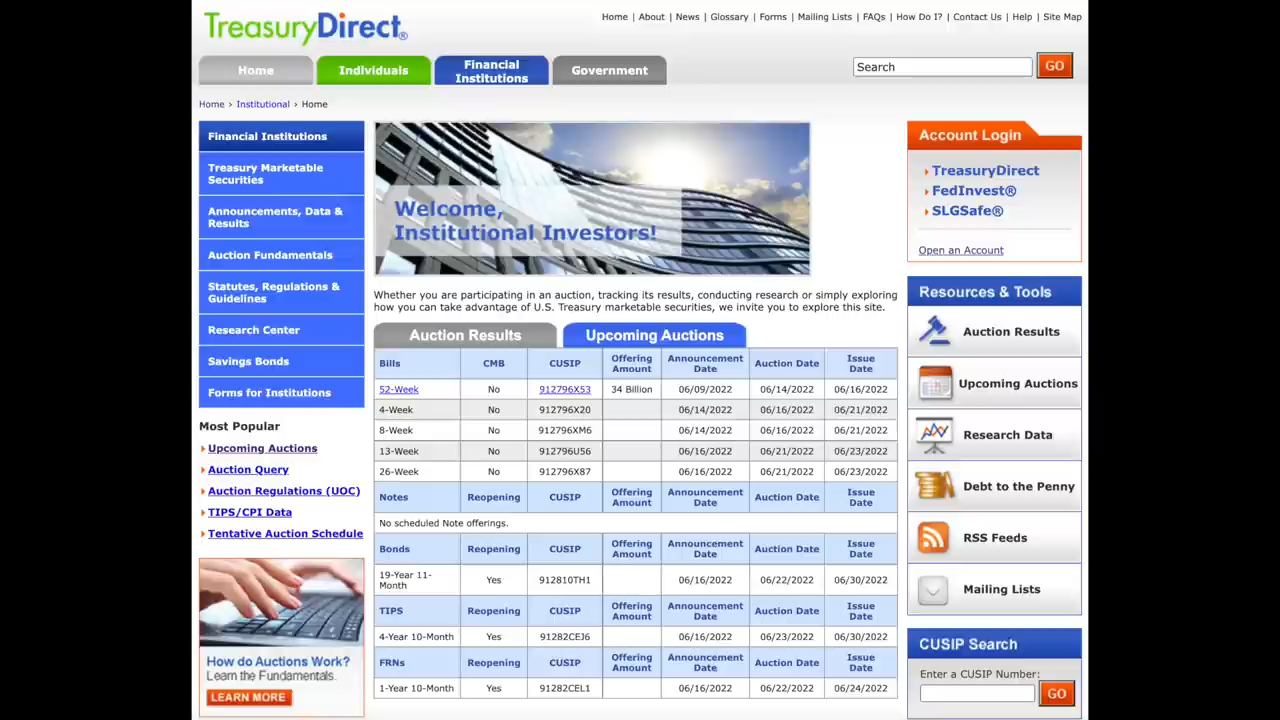 TreasuryDirect®
Home | About | News | Glossary | Forms | Mailing Lists | FAQs | How Do I? | Contact Us | Help | Site Map
Home
Individuals
Financial
Institutions
Government
Search
GO
Home › Institutional › Home
Financial Institutions
Treasury Marketable
Securities
Announcements, Data &
Results
Auction Fundamentals
Statutes, Regulations &
Guidelines
Research Center
Savings Bonds
Forms for Institutions
Most Popular
Upcoming Auctions
Auction Query
Auction Regulations (UOC)
TIPS/CPI Data
Tentative Auction Schedule
How do Auctions Work?
Learn the Fundamentals.
LEARN MORE
Welcome,
Institutional Investors!
Whether you are participating in an auction, tracking its results, conducting research or simply exploring
how you can take advantage of U.S. Treasury marketable securities, we invite you to explore this site.
Auction Results
Upcoming Auctions
Bills CMB CUSIP Offering Amount Announcement Date Auction Date Issue Date
52-Week No 912796X53 34 Billion 06/09/2022 06/14/2022 06/16/2022
4-Week No 912796X20 06/14/2022 06/16/2022 06/21/2022
8-Week No 912796XM6 06/14/2022 06/16/2022 06/21/2022
13-Week No 912796U56 06/16/2022 06/21/2022 06/23/2022
26-Week No 912796X87 06/16/2022 06/21/2022 06/23/2022
Notes Reopening CUSIP Offering Amount Announcement Date Auction Date Issue Date
No scheduled Note offerings.
Bonds Reopening CUSIP Offering Amount Announcement Date Auction Date Issue Date
19-Year 11-Month Yes 912810TH1 06/16/2022 06/22/2022 06/30/2022
TIPS Reopening CUSIP Offering Amount Announcement Date Auction Date Issue Date
4-Year 10-Month Yes 91282CEJ6 06/16/2022 06/23/2022 06/30/2022
FRNs Reopening CUSIP Offering Amount Announcement Date Auction Date Issue Date
1-Year 10-Month Yes 91282CEL1 06/16/2022 06/22/2022 06/24/2022
Account Login
TreasuryDirect
FedInvest®
SLGSafe®
Open an Account
Resources & Tools
Auction Results
Upcoming Auctions
Research Data
Debt to the Penny
RSS Feeds
Mailing Lists
CUSIP Search
Enter a CUSIP Number:
GO